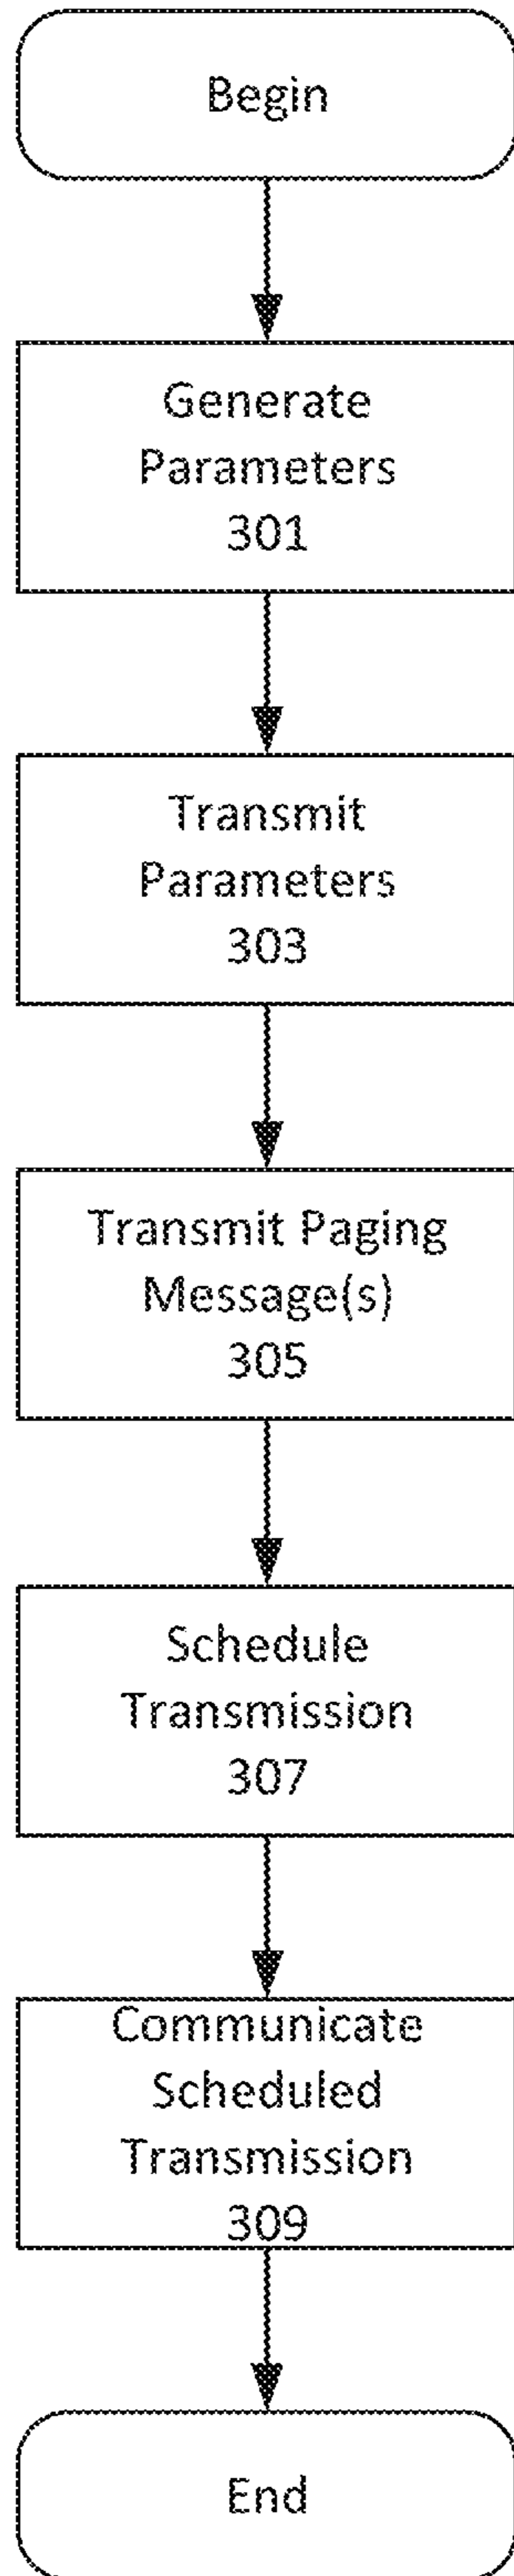 Begin
Generate
Parameters
301
Transmit
Parameters
303
Transmit Paging
Message(s)
305
Schedule
Transmission
307
Communicate
Scheduled
Transmission
309
End